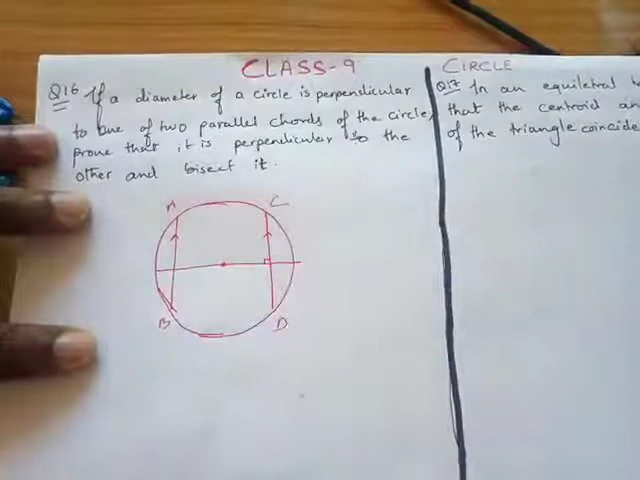 CLASS-9
CIRCLE
Q16 If a diameter of a circle is perpendicular
to one of two parallel chords of the circle,
prove that it is perpendicular to the
other and bisect it.
A
C
B
D
Q17 In an equilateral
that the centroid
of the triangle coincide